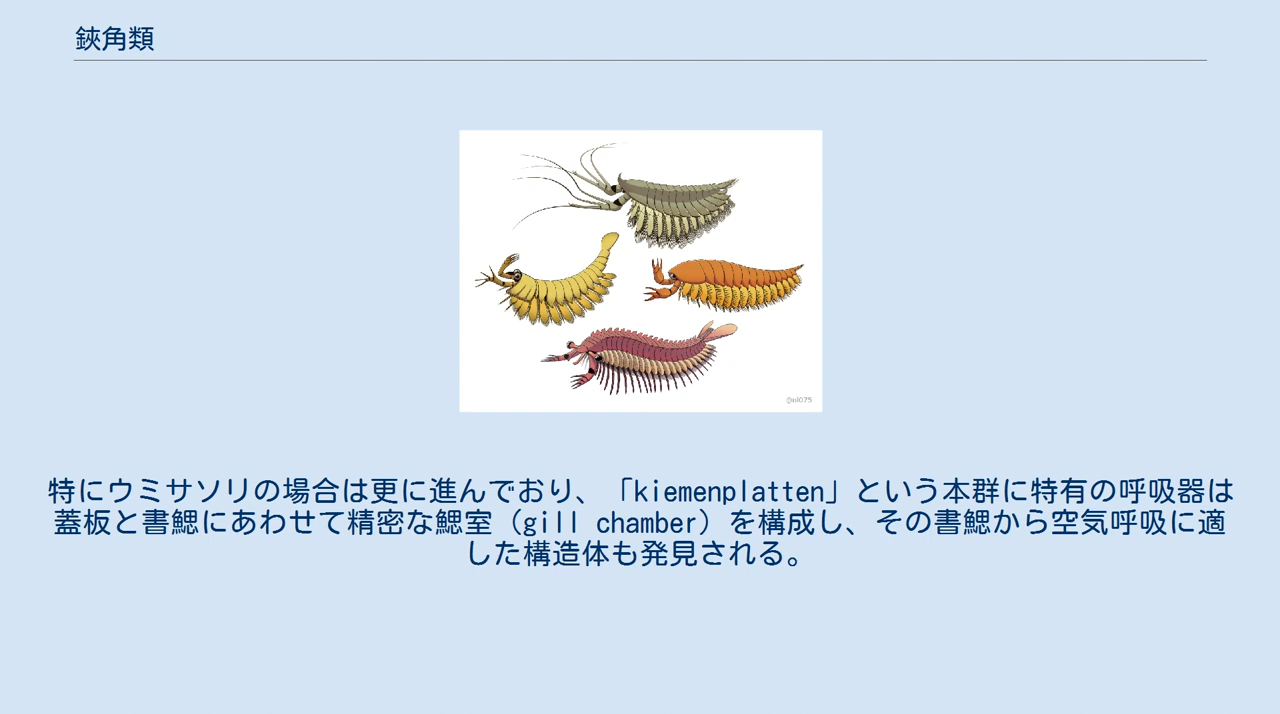 鋏角類
@ni075
特にウミサソリの場合は更に進んでおり、「kiemenplatten」という本群に特有の呼吸器は
蓋板と書鰓にあわせて精密な鰓室（gill chamber）を構成し、その書鰓から空気呼吸に適
した構造体も発見される。